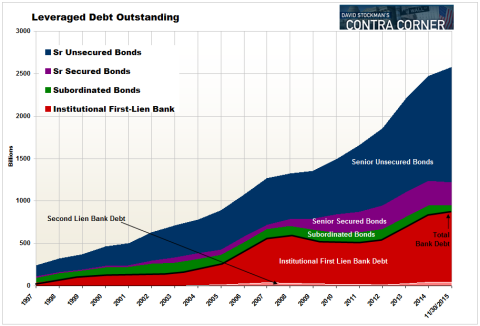 Leveraged Debt Outstanding
DAVID STOCKMAN'S
CONTRA CORNER
3000
2500
2000
1500
1000
500
0
Billions
Sr Unsecured Bonds
Sr Secured Bonds
Subordinated Bonds
Institutional First-Lien Bank
Senior Unsecured Bonds
Second Lien Bank Debt
Senior Secured Bonds
Subordinated Bonds
Total
Bank Debt
Institutional First Lien Bank Debt
1997
1998
1999
2000
2001
2002
2003
2004
2005
2006
2007
2008
2009
2010
2011
2012
2013
2014
11/30/2015